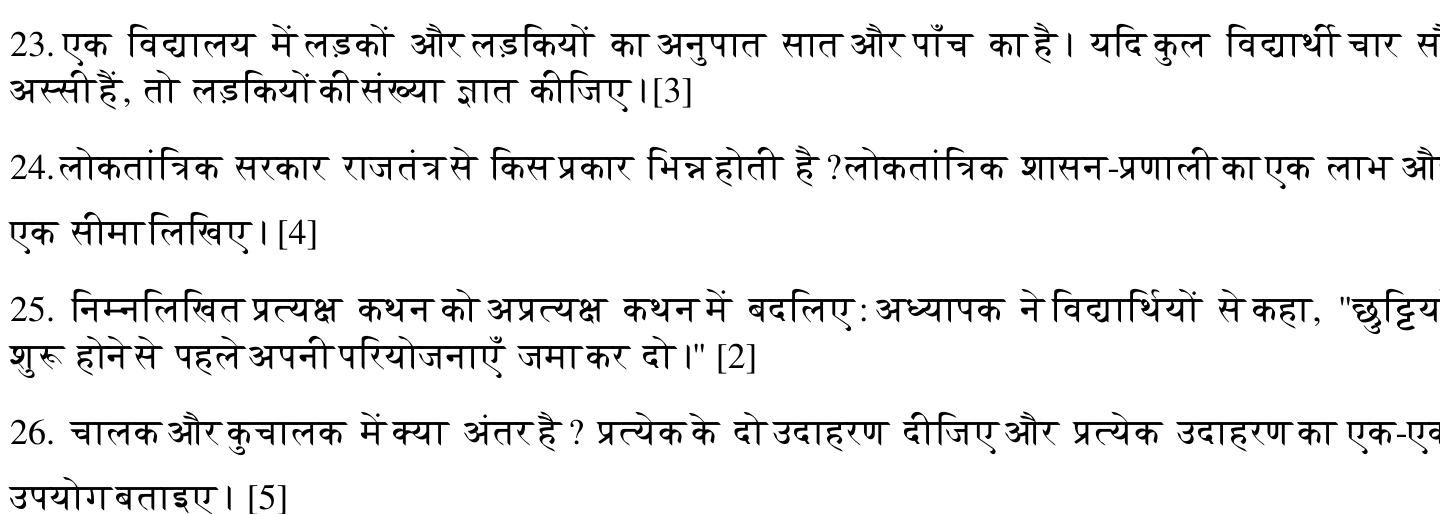 23. एक विद्यालय में लड़कों और लड़कियों का अनुपात सात और पाँच का है। यदि कुल विद्यार्थी चार
अस्सी हैं, तो लड़कियों की संख्या ज्ञात कीजिए। [3]
24. लोकतांत्रिक सरकार राजतंत्र से किस प्रकार भिन्न होती है ? लोकतांत्रिक शासन-प्रणाली का एक लाभ
एक सीमा लिखिए। [4]
25. निम्नलिखित प्रत्यक्ष कथन को अप्रत्यक्ष कथन में बदलिए : अध्यापक ने विद्यार्थियों से कहा,
शुरू होने से पहले अपनी परियोजनाएँ जमा कर दो।" [2]
26. चालक और कुचालक में क्या अंतर है ? प्रत्येक के दो उदाहरण दीजिए और प्रत्येक उदाहरण का
उपयोग बताइए। [5]